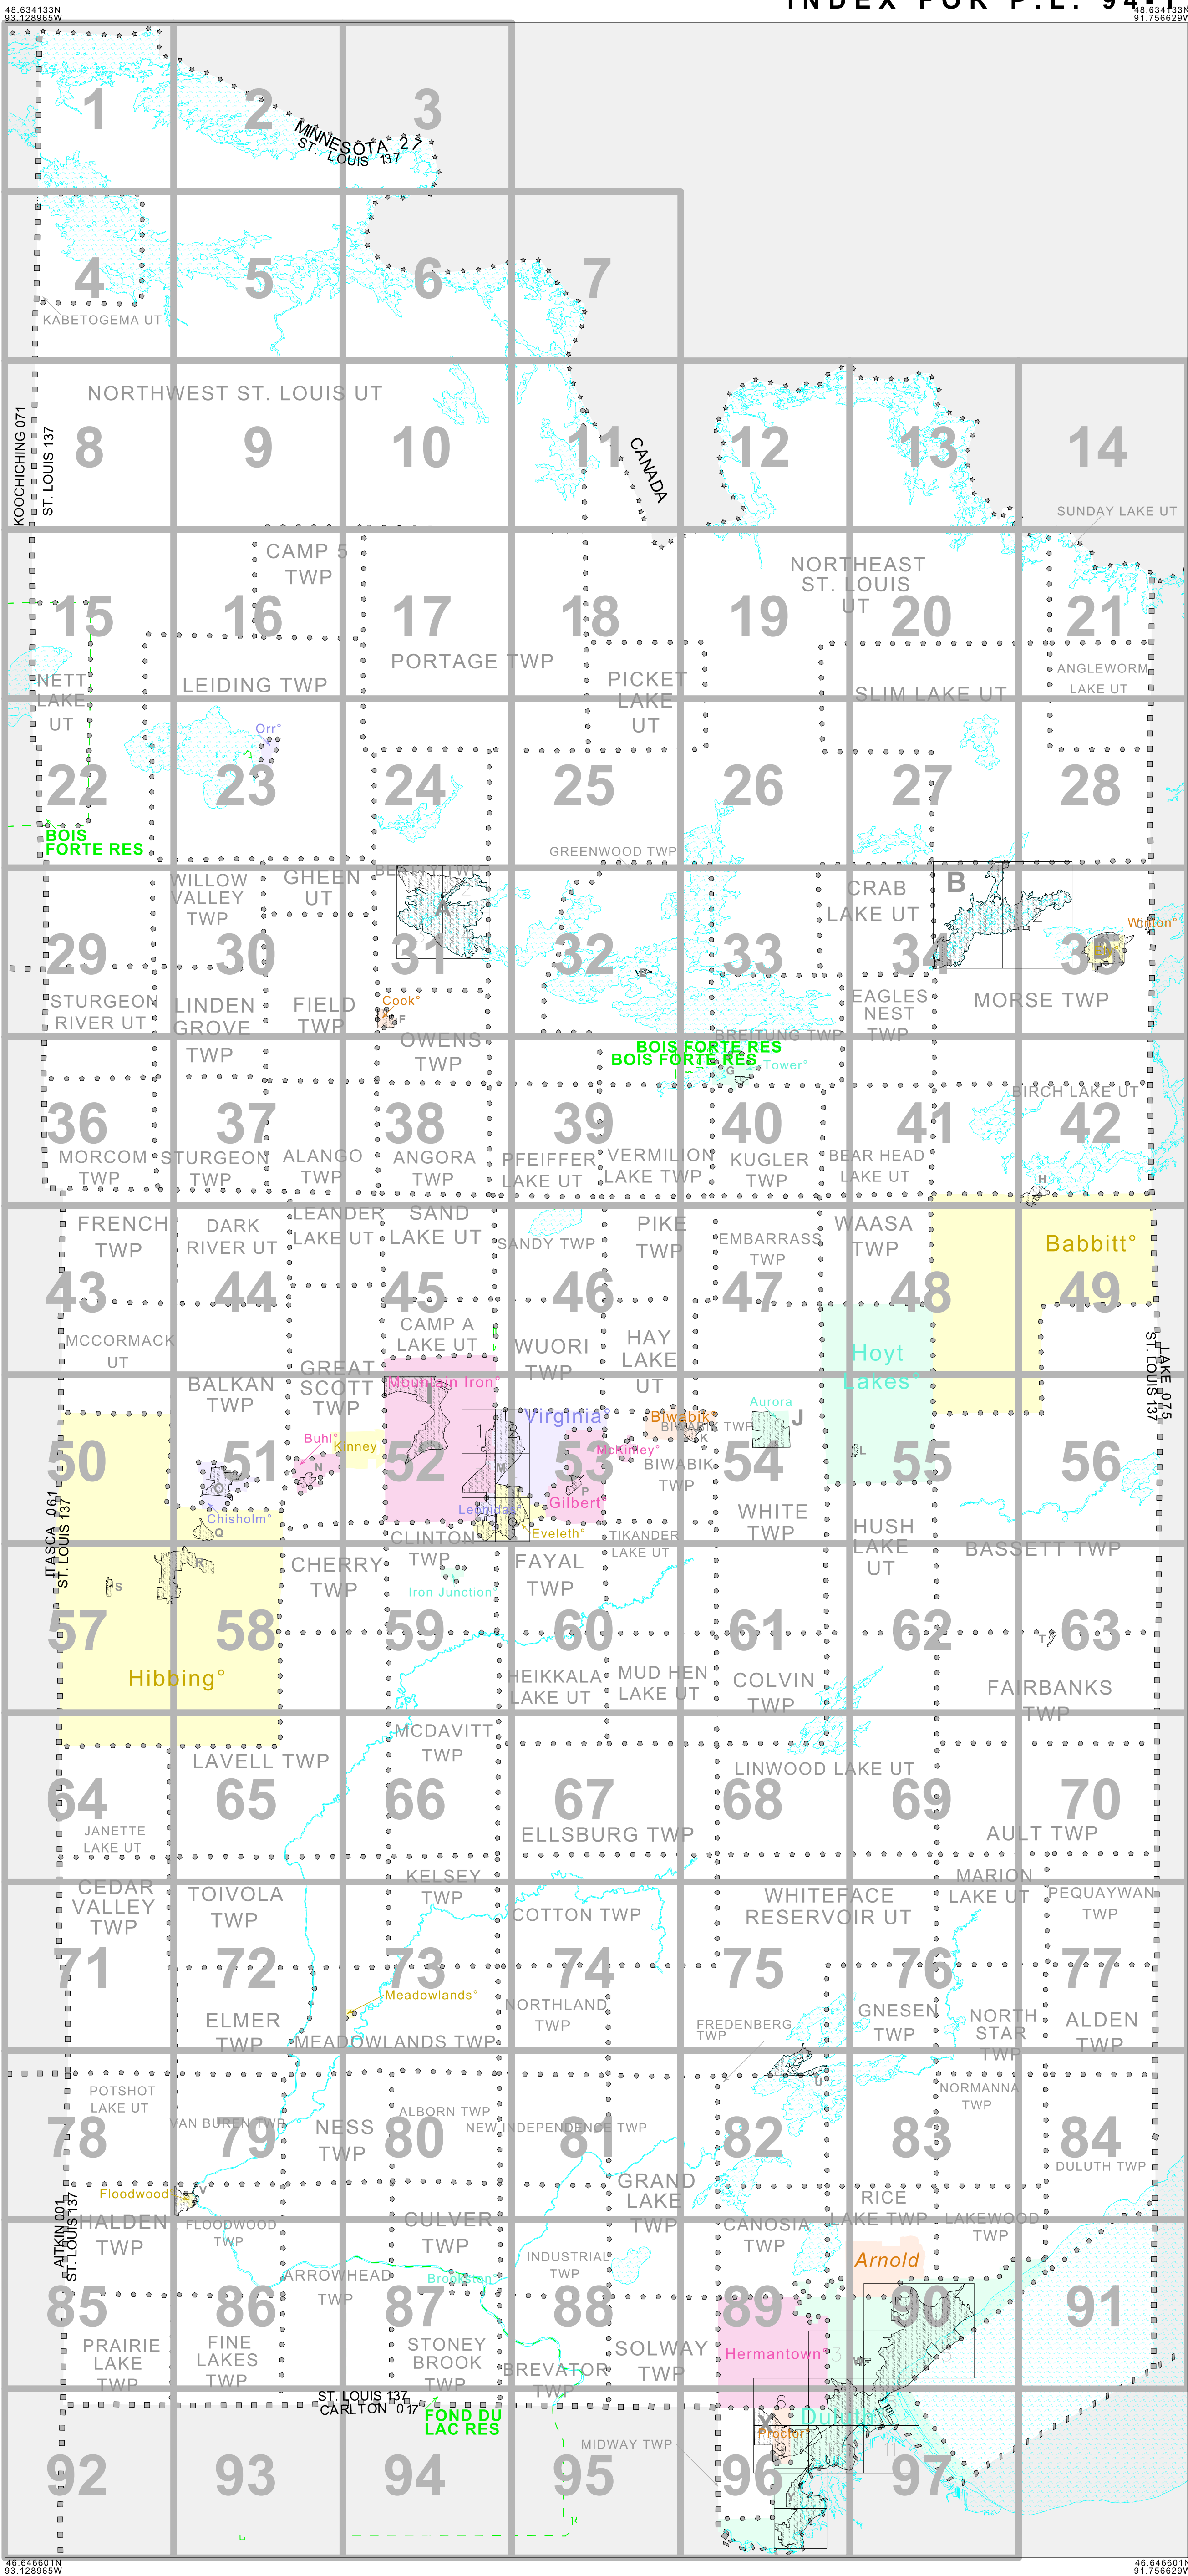 INDEX FOR P.L. 94-1
48.634133N
93.128965W
48.634133N
91.756629W
1
2
3
MINNESOTA 27
ST. LOUIS 137
4
5
6
7
KABETOGEMA UT
NORTHWEST ST. LOUIS UT
KOOCHICHING 071
ST. LOUIS 137
8
9
10
11
CANADA
12
13
14
SUNDAY LAKE UT
CAMP 5
TWP
NORTHEAST
ST. LOUIS
UT
15
16
17
18
19
20
21
PORTAGE TWP
NETT
LAKE
UT
LEIDING TWP
PICKET
LAKE
UT
SLIM LAKE UT
ANGLEWORM
LAKE UT
Orr°
22
23
24
25
26
27
28
BOIS
FORTE RES
GREENWOOD TWP
WILLOW
VALLEY
TWP
GHEEN
UT
A
CRAB
LAKE UT
B
Winton°
Ely°
29
30
31
32
33
34
35
STURGEON
RIVER UT
LINDEN
GROVE
TWP
FIELD
TWP
Cook°
F
OWENS
TWP
EAGLES
NEST
TWP
MORSE TWP
BREITUNG TWP
BOIS FORTE RES
BOIS FORTE RES
G
Tower°
BIRCH LAKE UT
36
37
38
39
40
41
42
MORCOM
TWP
STURGEON
TWP
ALANGO
TWP
ANGORA
TWP
PFEIFFER
LAKE UT
VERMILION
LAKE TWP
KUGLER
TWP
BEAR HEAD
LAKE UT
H
FRENCH
TWP
DARK
RIVER UT
LEANDER
LAKE UT
SAND
LAKE UT
SANDY TWP
PIKE
TWP
EMBARRASS
TWP
WAASA
TWP
Babbitt°
43
44
45
46
47
48
49
MCCORMACK
UT
CAMP A
LAKE UT
WUORI
TWP
HAY
LAKE
UT
Hoyt
Lakes°
ST. LOUIS 137
LAKE 075
BALKAN
TWP
GREAT
SCOTT
TWP
Mountain Iron°
I
Virginia°
Biwabik°
BIWABIK TWP
K
Aurora
J
Buhl°
Kinney
McKinley°
N
1
2
M
50
51
52
53
54
55
56
O
P
BIWABIK
TWP
L
Chisholm°
Leonidas°
Gilbert°
Q
Eveleth°
WHITE
TWP
HUSH
LAKE
UT
ITASCA 061
ST. LOUIS 137
CLINTON
TWP
TIKANDER
LAKE UT
BASSETT TWP
R
S
CHERRY
TWP
FAYAL
TWP
Iron Junction°
57
58
59
60
61
62
63
T
Hibbing°
HEIKKALA
LAKE UT
MUD HEN
LAKE UT
COLVIN
TWP
FAIRBANKS
TWP
MCDAVITT
TWP
LAVELL TWP
LINWOOD LAKE UT
64
65
66
67
68
69
70
JANETTE
LAKE UT
ELLSBURG TWP
AULT TWP
CEDAR
VALLEY
TWP
TOIVOLA
TWP
KELSEY
TWP
COTTON TWP
WHITEFACE
RESERVOIR UT
MARION
LAKE UT
PEQUAYWAN
TWP
71
72
73
74
75
76
77
Meadowlands°
ELMER
TWP
MEADOWLANDS TWP
NORTHLAND
TWP
FREDENBERG
TWP
GNESEN
TWP
NORTH
STAR
TWP
ALDEN
TWP
U
POTSHOT
LAKE UT
VAN BUREN TWP
NESS
TWP
ALBORN TWP
NEW INDEPENDENCE TWP
NORMANNA
TWP
78
79
80
81
82
83
84
DULUTH TWP
Floodwood°
V
GRAND
LAKE
TWP
RICE
LAKE TWP
HALDEN
TWP
FLOODWOOD
TWP
CULVER
TWP
CANOSIA
TWP
LAKEWOOD
TWP
AITKIN 001
ST. LOUIS 137
INDUSTRIAL
TWP
Arnold
ARROWHEAD
TWP
Brookston
85
86
87
88
89
90
91
PRAIRIE
LAKE
TWP
FINE
LAKES
TWP
STONEY
BROOK
TWP
BREVATOR
TWP
SOLWAY
TWP
Hermantown°
W
ST. LOUIS 137
CARLTON 017
FOND DU
LAC RES
6
X
Duluth°
Proctor°
9
MIDWAY TWP
92
93
94
95
96
97
46.646601N
93.128965W
46.646601N
91.756629W